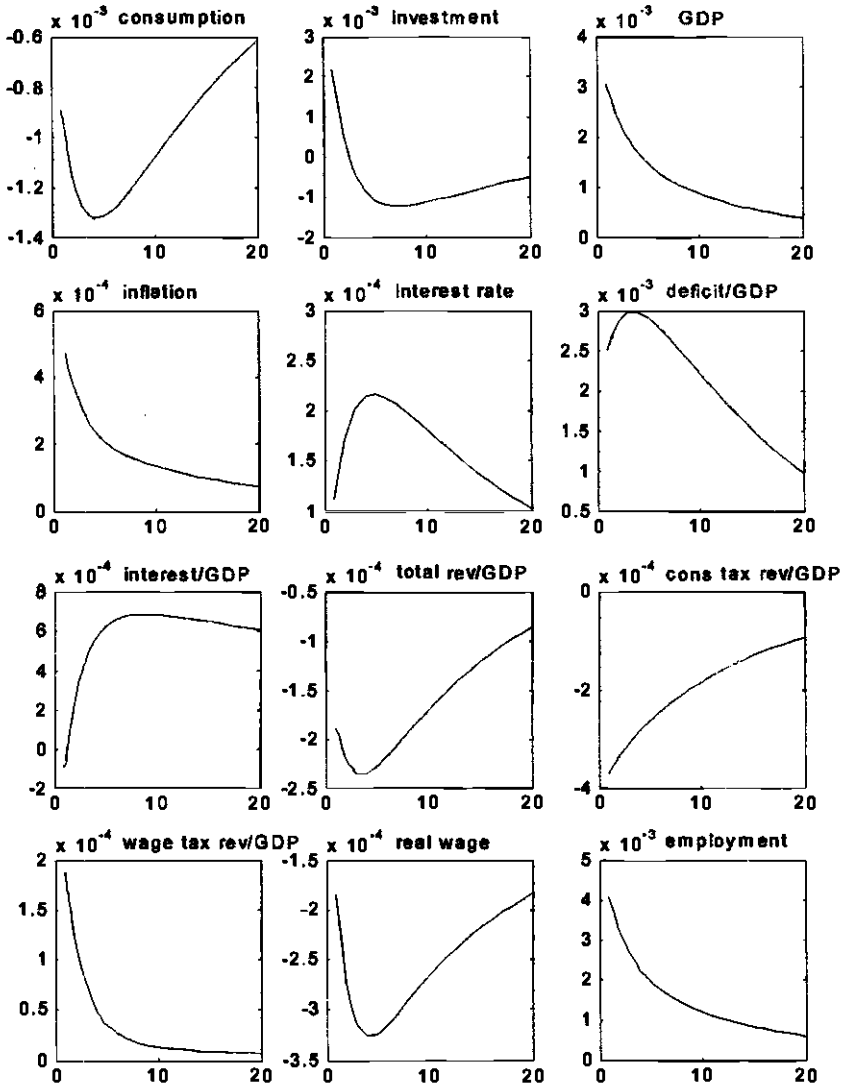 x 10⁻³ consumption
x 10⁻³ investment
x 10⁻³ GDP
-0.6
-0.8
-1
-1.2
-1.4
0 10 20
3
2
1
0
-1
-2
0 10 20
4
3
2
1
0
0 10 20
x 10⁻⁴ inflation
x 10⁻⁴ interest rate
x 10⁻³ deficit/GDP
6
4
2
0
0 10 20
3
2.5
2
1.5
1
0 10 20
3
2.5
2
1.5
1
0.5
0 10 20
x 10⁻⁴ interest/GDP
x 10⁻⁴ total rev/GDP
x 10⁻⁴ cons tax rev/GDP
8
6
4
2
0
-2
0 10 20
-0.5
-1
-1.5
-2
-2.5
0 10 20
0
-2
-4
0 10 20
x 10⁻⁴ wage tax rev/GDP
x 10⁻⁴ real wage
x 10⁻³ employment
2
1.5
1
0.5
0
0 10 20
-1.5
-2
-2.5
-3
-3.5
0 10 20
5
4
3
2
1
0
0 10 20